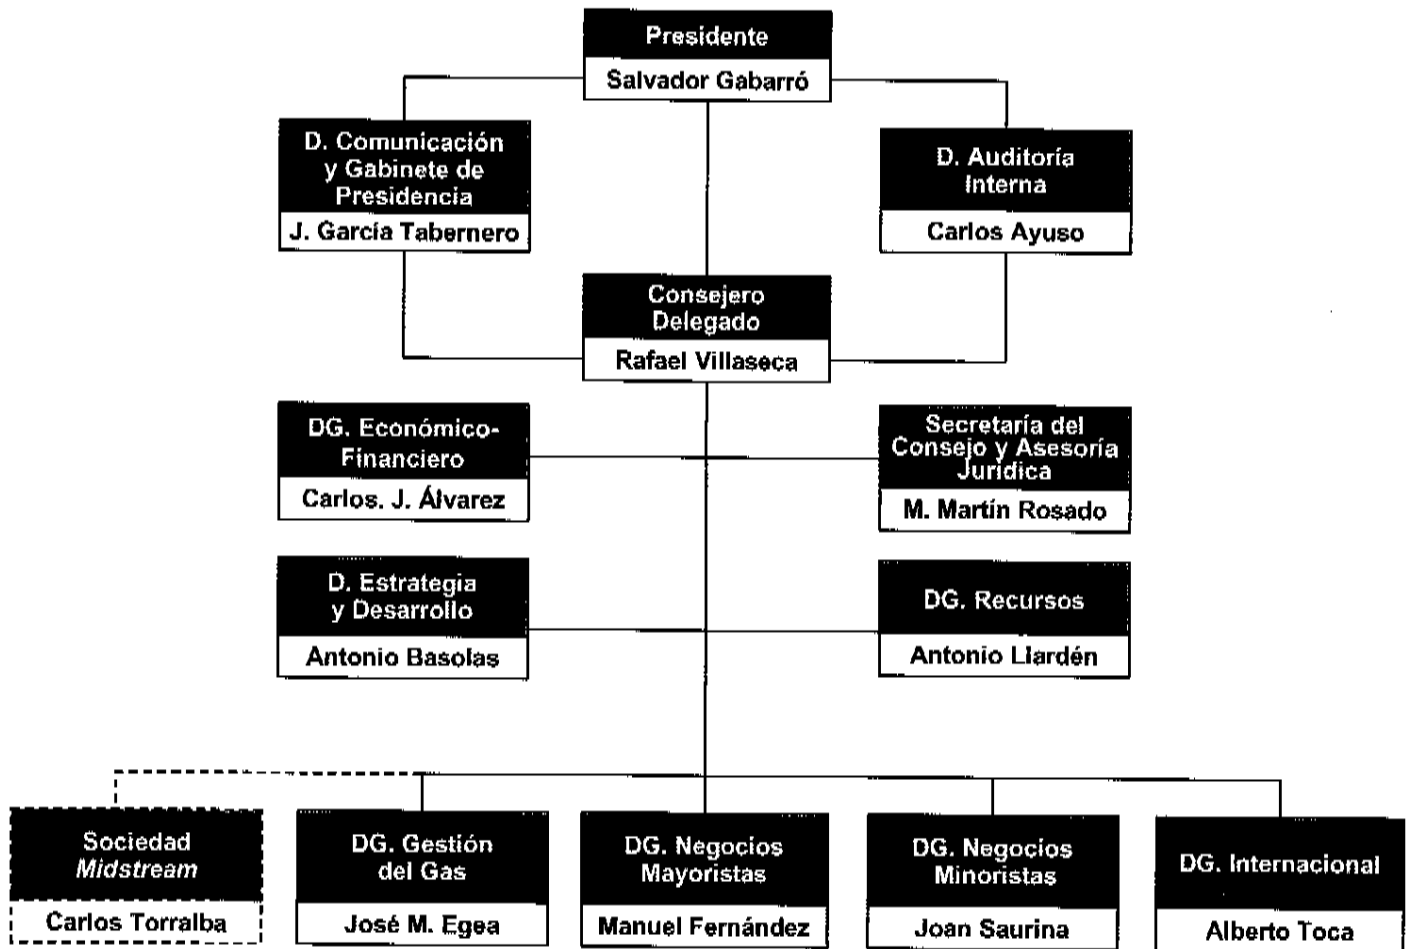 Presidente
Salvador Gabarró
D. Comunicación
y Gabinete de
Presidencia
J. García Tabernero
D. Auditoría
Interna
Carlos Ayuso
Consejero
Delegado
Rafael Villaseca
DG. Económico-
Financiero
Carlos. J. Álvarez
Secretaría del
Consejo y Asesoría
Jurídica
M. Martín Rosado
D. Estrategia
y Desarrollo
Antonio Basolas
DG. Recursos
Antonio Llardén
Sociedad
Midstream
Carlos Torralba
DG. Gestión
del Gas
José M. Egea
DG. Negocios
Mayoristas
Manuel Fernández
DG. Negocios
Minoristas
Joan Saurina
DG. Internacional
Alberto Toca